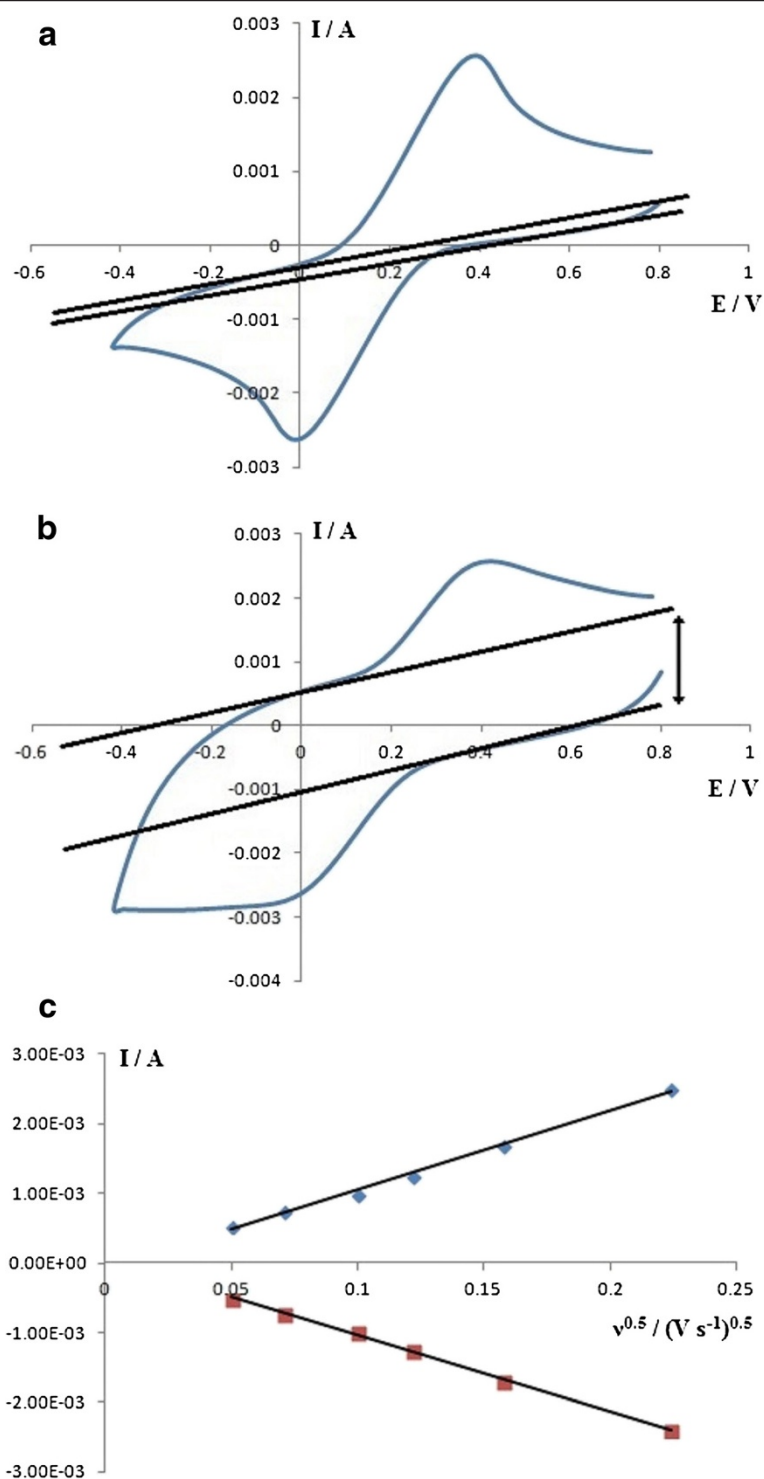 a
I / A
0.003
0.002
0.001
0
-0.001
-0.002
-0.003
-0.6 -0.4 -0.2 0.2 0.4 0.6 0.8 1
E / V
b
I / A
0.003
0.002
0.001
0
-0.001
-0.002
-0.003
-0.004
-0.6 -0.4 -0.2 0 0.2 0.4 0.6 0.8 1
E / V
c
I / A
3.00E-03
2.00E-03
1.00E-03
0.00E+00
-1.00E-03
-2.00E-03
-3.00E-03
0 0.05 0.1 0.15 0.2 0.25
ν0.5 / (V s-1)0.5